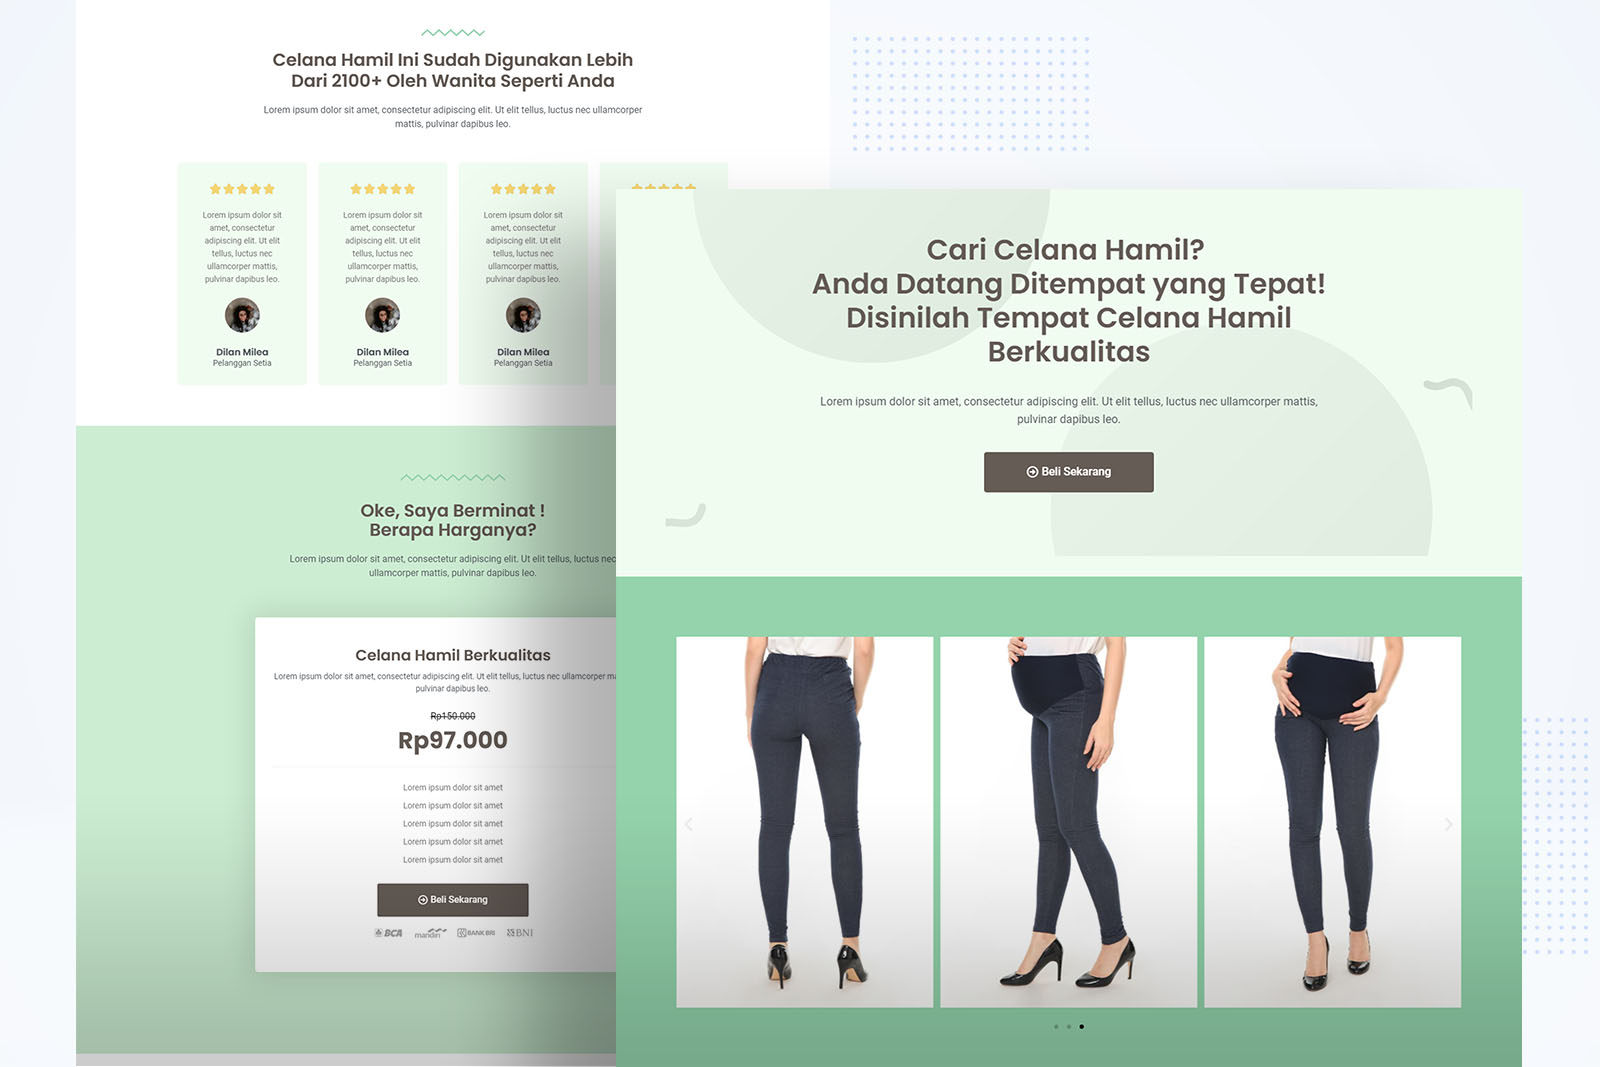 Celana Hamil Ini Sudah Digunakan Lebih
Dari 2100+ Oleh Wanita Seperti Anda
Lorem ipsum dolor sit amet, consectetur adipiscing elit. Ut elit tellus, luctus nec ullamcorper
mattis, pulvinar dapibus leo.
Lorem ipsum dolor sit
amet, consectetur
adipiscing elit. Ut elit
tellus, luctus nec
ullamcorper mattis,
pulvinar dapibus leo.
Dilan Milea
Pelanggan Setia
Lorem ipsum dolor sit
amet, consectetur
adipiscing elit. Ut elit
tellus, luctus nec
ullamcorper mattis,
pulvinar dapibus leo.
Dilan Milea
Pelanggan Setia
Lorem ipsum dolor sit
amet, consectetur
adipiscing elit. Ut elit
tellus, luctus nec
ullamcorper mattis,
pulvinar dapibus leo.
Dilan Milea
Pelanggan Setia
Oke, Saya Berminat !
Berapa Harganya?
Lorem ipsum dolor sit amet, consectetur adipiscing elit. Ut elit tellus, luctus nec
ullamcorper mattis, pulvinar dapibus leo.
Celana Hamil Berkualitas
Lorem ipsum dolor sit amet, consectetur adipiscing elit. Ut elit tellus, luctus nec ullamcorper ma
pulvinar dapibus leo.
Rp150.000
Rp97.000
Lorem ipsum dolor sit amet
Lorem ipsum dolor sit amet
Lorem ipsum dolor sit amet
Lorem ipsum dolor sit amet
Lorem ipsum dolor sit amet
Beli Sekarang
BCA mandiri BANK BRI BNI
Cari Celana Hamil?
Anda Datang Ditempat yang Tepat!
Disinilah Tempat Celana Hamil
Berkualitas
Lorem ipsum dolor sit amet, consectetur adipiscing elit. Ut elit tellus, luctus nec ullamcorper mattis,
pulvinar dapibus leo.
Beli Sekarang